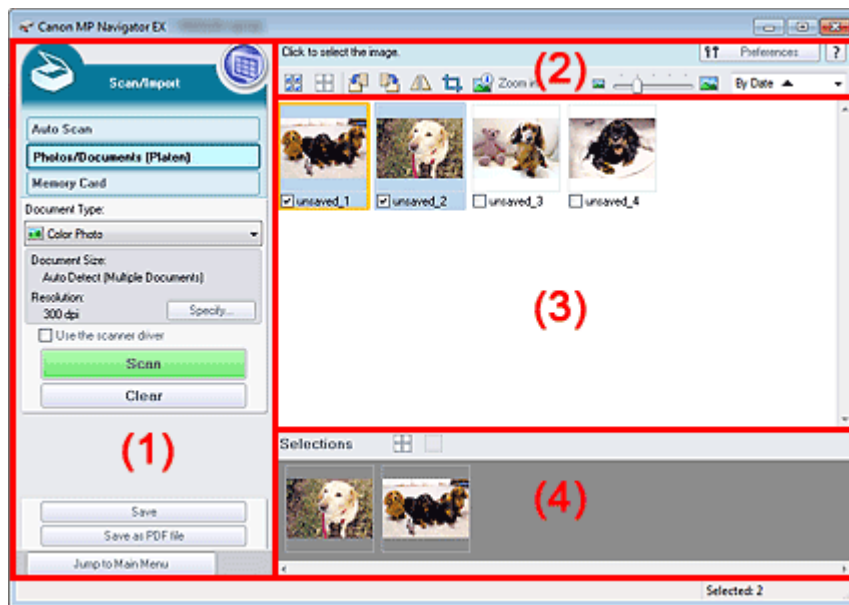 Canon MP Navigator EX
Scan/Import
Auto Scan
Photos/Documents (Platen)
Memory Card
Document Type:
Color Photo
Document Size:
Auto Detect (Multiple Documents)
Resolution:
300 dpi
Specify...
Use the scanner diver
Scan
Clear
(1)
Save
Save as PDF file
Jump to Main Menu
Click to select the image.
Preferences
?
(2)
Zoom in
By Date
unsaved_1
unsaved_2
unsaved_3
unsaved_4
(3)
Selections
(4)
Selected: 2